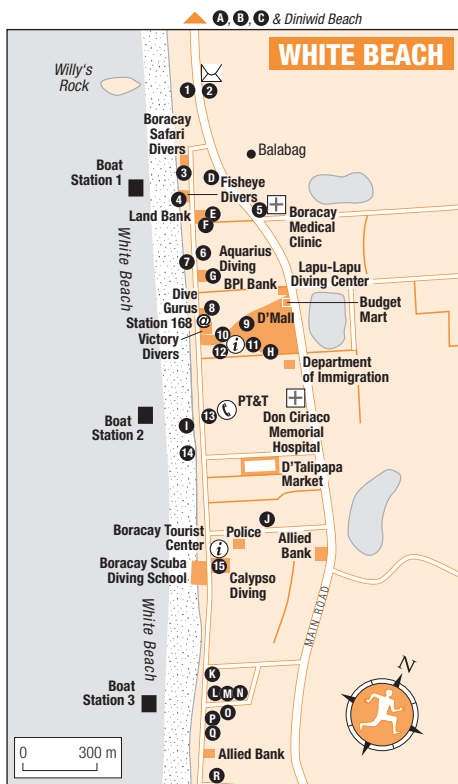 A, B, C & Diniwid Beach
WHITE BEACH
Willy's
Rock
1
2
Boracay
Safari
Divers
Balabag
Boat
Station 1
3
D
Fisheye
Divers
4
Land Bank
E
F
5
Boracay
Medical
Clinic
White Beach
6
7
Aquarius
Diving
G
BPI Bank
Lapu-Lapu
Diving Center
Dive
Gurus
8
Station 168
@
Victory
Divers
9
D'Mall
Budget
Mart
10
i
11
12
H
Department
of Immigration
PT&T
13
Don Ciriaco
Memorial
Hospital
Boat
Station 2
I
14
D'Talipapa
Market
J
Boracay Tourist
Center
i
Police
Allied
Bank
Boracay Scuba
Diving School
15
Calypso
Diving
MAIN ROAD
White Beach
K
L
M
N
Boat
Station 3
O
P
Q
Allied Bank
R
N
0 300 m